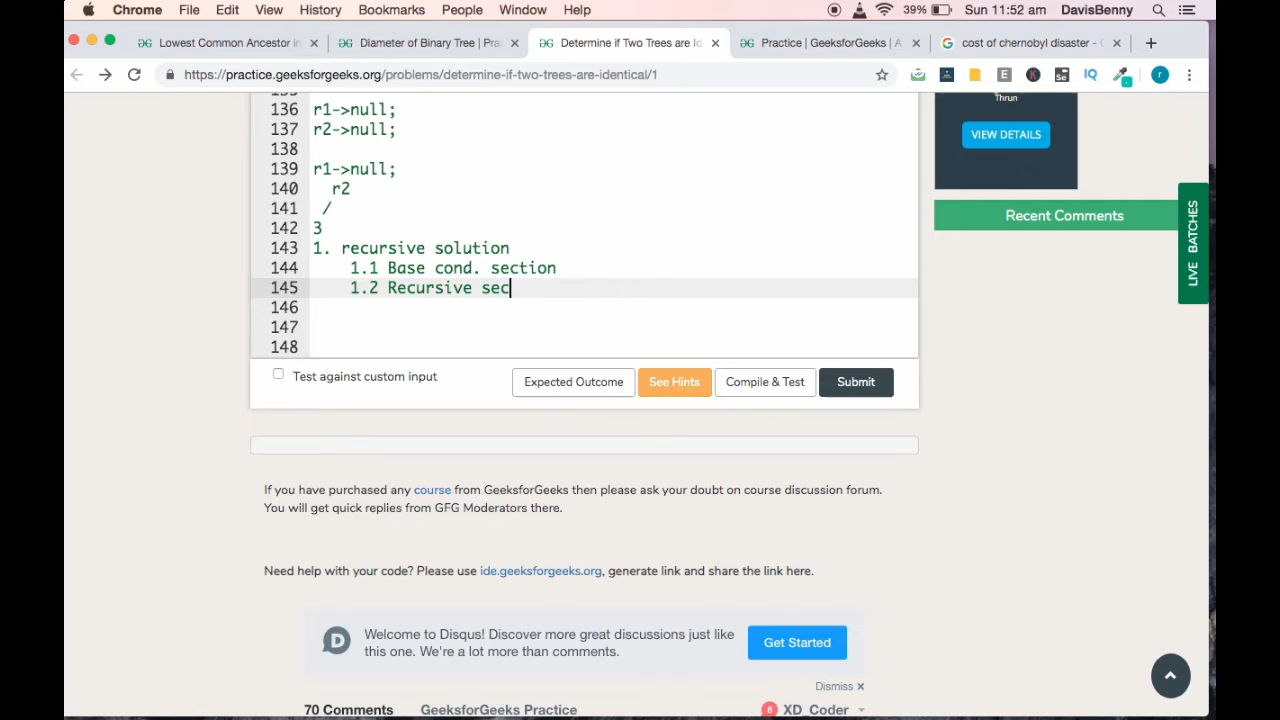 Chrome File Edit View History Bookmarks People Window Help 39% Sun 11:52 am DavisBenny
Lowest Common Ancestor in
Diameter of Binary Tree | Pra
Determine if Two Trees are Id
Practice | GeeksforGeeks | A
cost of chernobyl disaster - G
https://practice.geeksforgeeks.org/problems/determine-if-two-trees-are-identical/1
136 r1->null;
137 r2->null;
138
139 r1->null;
140 r2
141 /
142 3
143 1. recursive solution
144 1.1 Base cond. section
145 1.2 Recursive sec
146
147
148
Thrun
VIEW DETAILS
Recent Comments
LIVE BATCHES
Test against custom input
Expected Outcome
See Hints
Compile & Test
Submit
If you have purchased any course from GeeksforGeeks then please ask your doubt on course discussion forum.
You will get quick replies from GFG Moderators there.
Need help with your code? Please use ide.geeksforgeeks.org, generate link and share the link here.
Welcome to Disqus! Discover more great discussions just like
this one. We're a lot more than comments.
Get Started
Dismiss
70 Comments GeeksforGeeks Practice 8 XD_Coder